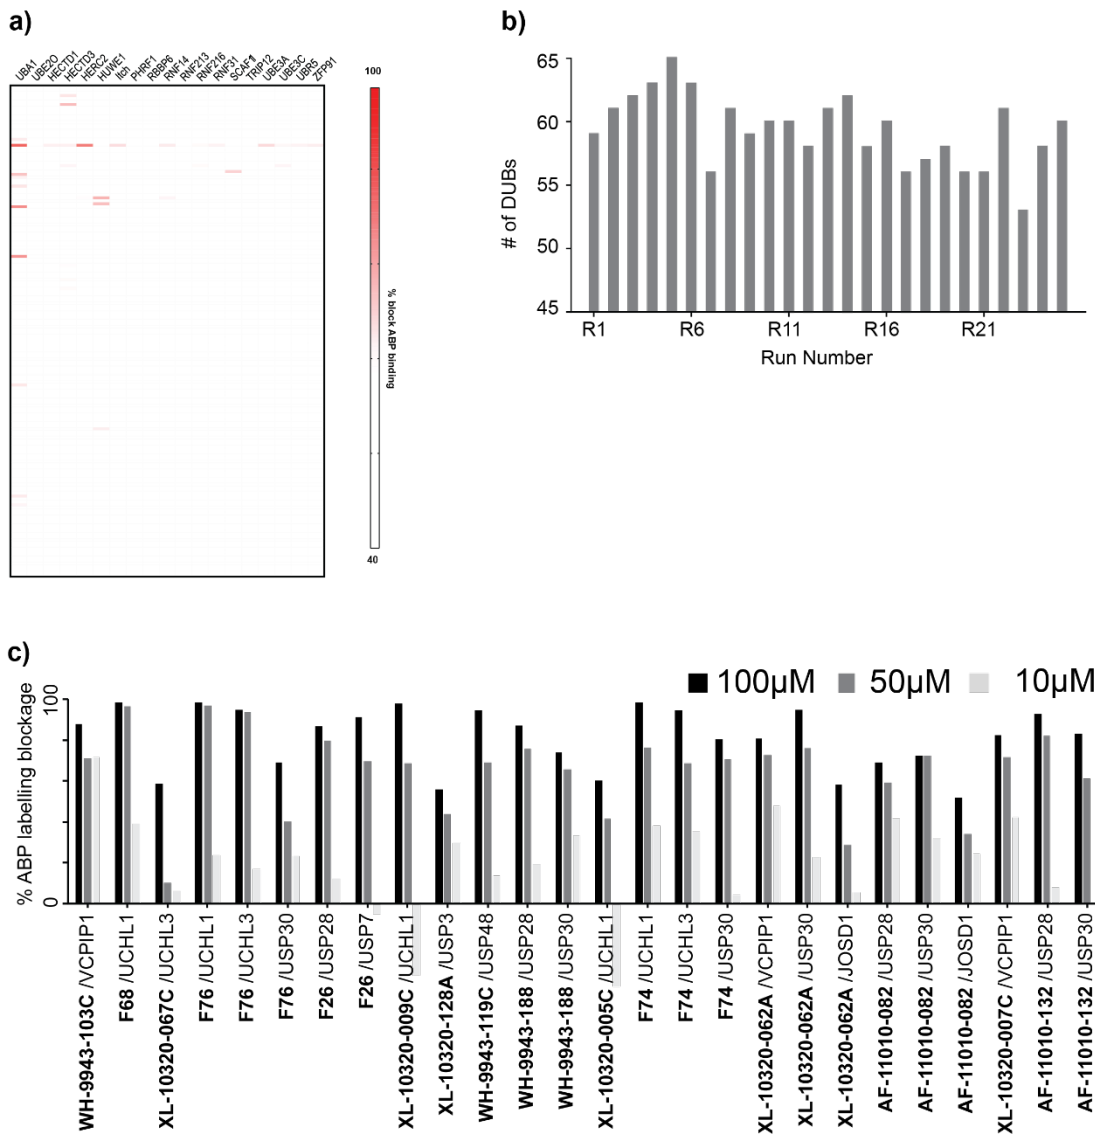 a)
UBA1
UBE2O
HECTD1
HECTD3
HERC2
HUWE1
Itch
PHRF1
RBBP6
RNF14
RNF213
RNF216
RNF31
SCAF1
TRIP12
UBE3A
UBE3C
UBR5
ZFP91
100
% block ABP binding
40
b)
# of DUBs
65
60
55
50
45
R1 R6 R11 R16 R21
Run Number
c)
100µM 50µM 10µM
% ABP labelling blockage
100
0
WH-9943-103C /VCPIP1
F68 /UCHL1
XL-10320-067C /UCHL3
F76 /UCHL1
F76 /UCHL3
F76 /USP30
F26 /USP28
F26 /USP7
XL-10320-009C /UCHL1
XL-10320-128A /USP3
WH-9943-119C /USP48
WH-9943-188 /USP28
WH-9943-188 /USP30
XL-10320-005C /UCHL1
F74 /UCHL1
F74 /UCHL3
F74 /USP30
XL-10320-062A /VCPIP1
XL-10320-062A /USP30
XL-10320-062A /JOSD1
AF-11010-082 /USP28
AF-11010-082 /USP30
AF-11010-082 /JOSD1
XL-10320-007C /VCPIP1
AF-11010-132 /USP28
AF-11010-132 /USP30